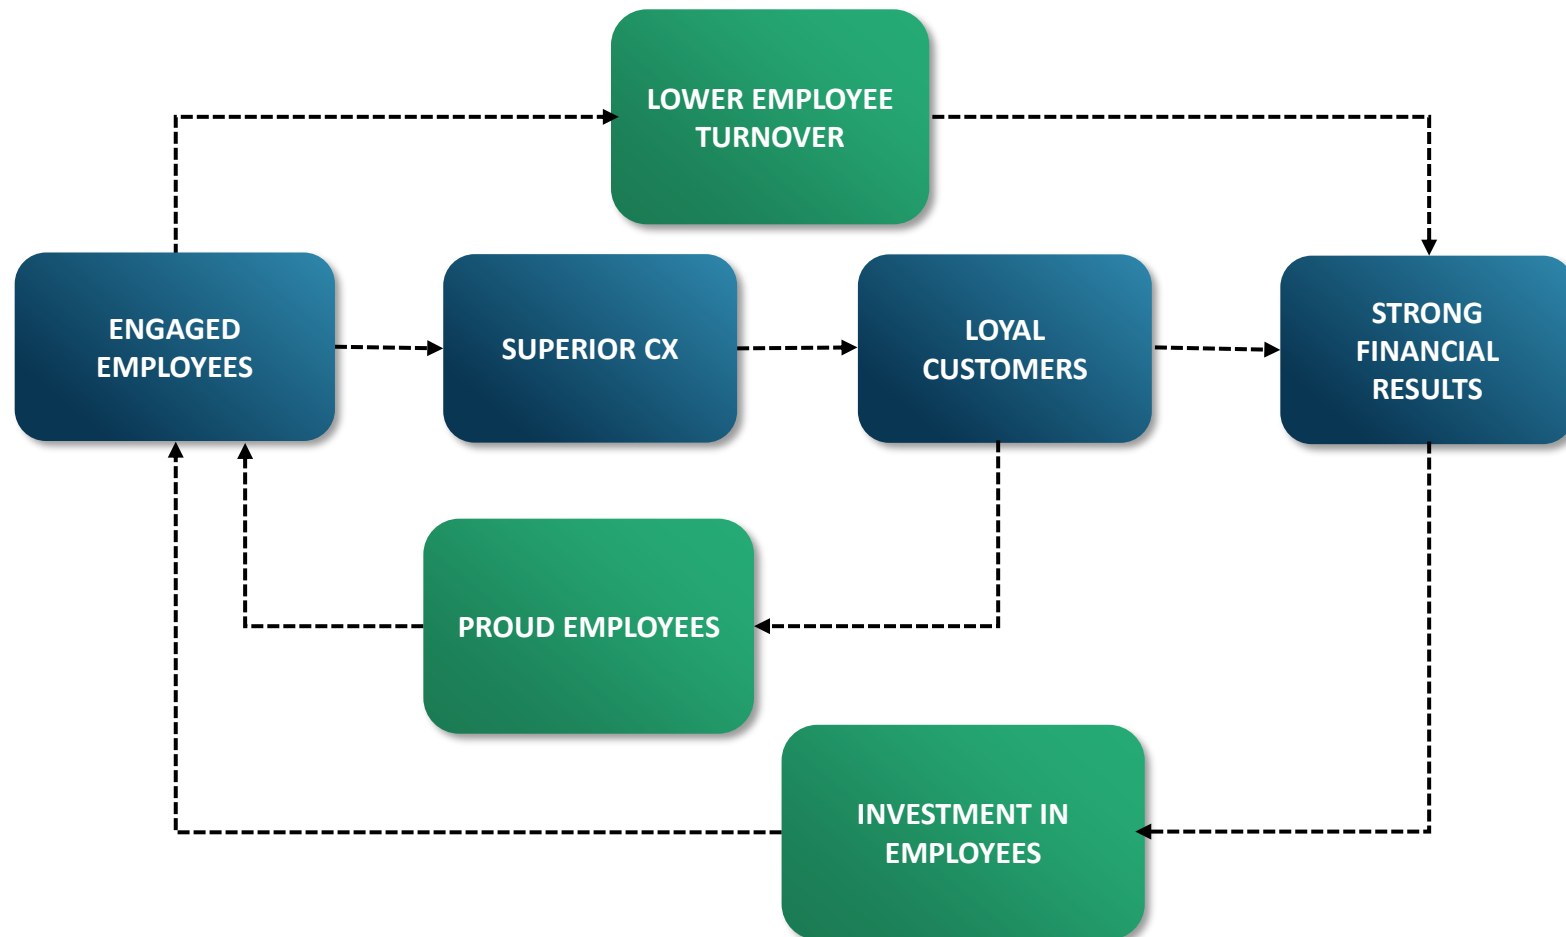 LOWER EMPLOYEE
TURNOVER
ENGAGED
EMPLOYEES
SUPERIOR CX
LOYAL
CUSTOMERS
STRONG
FINANCIAL
RESULTS
PROUD EMPLOYEES
INVESTMENT IN
EMPLOYEES